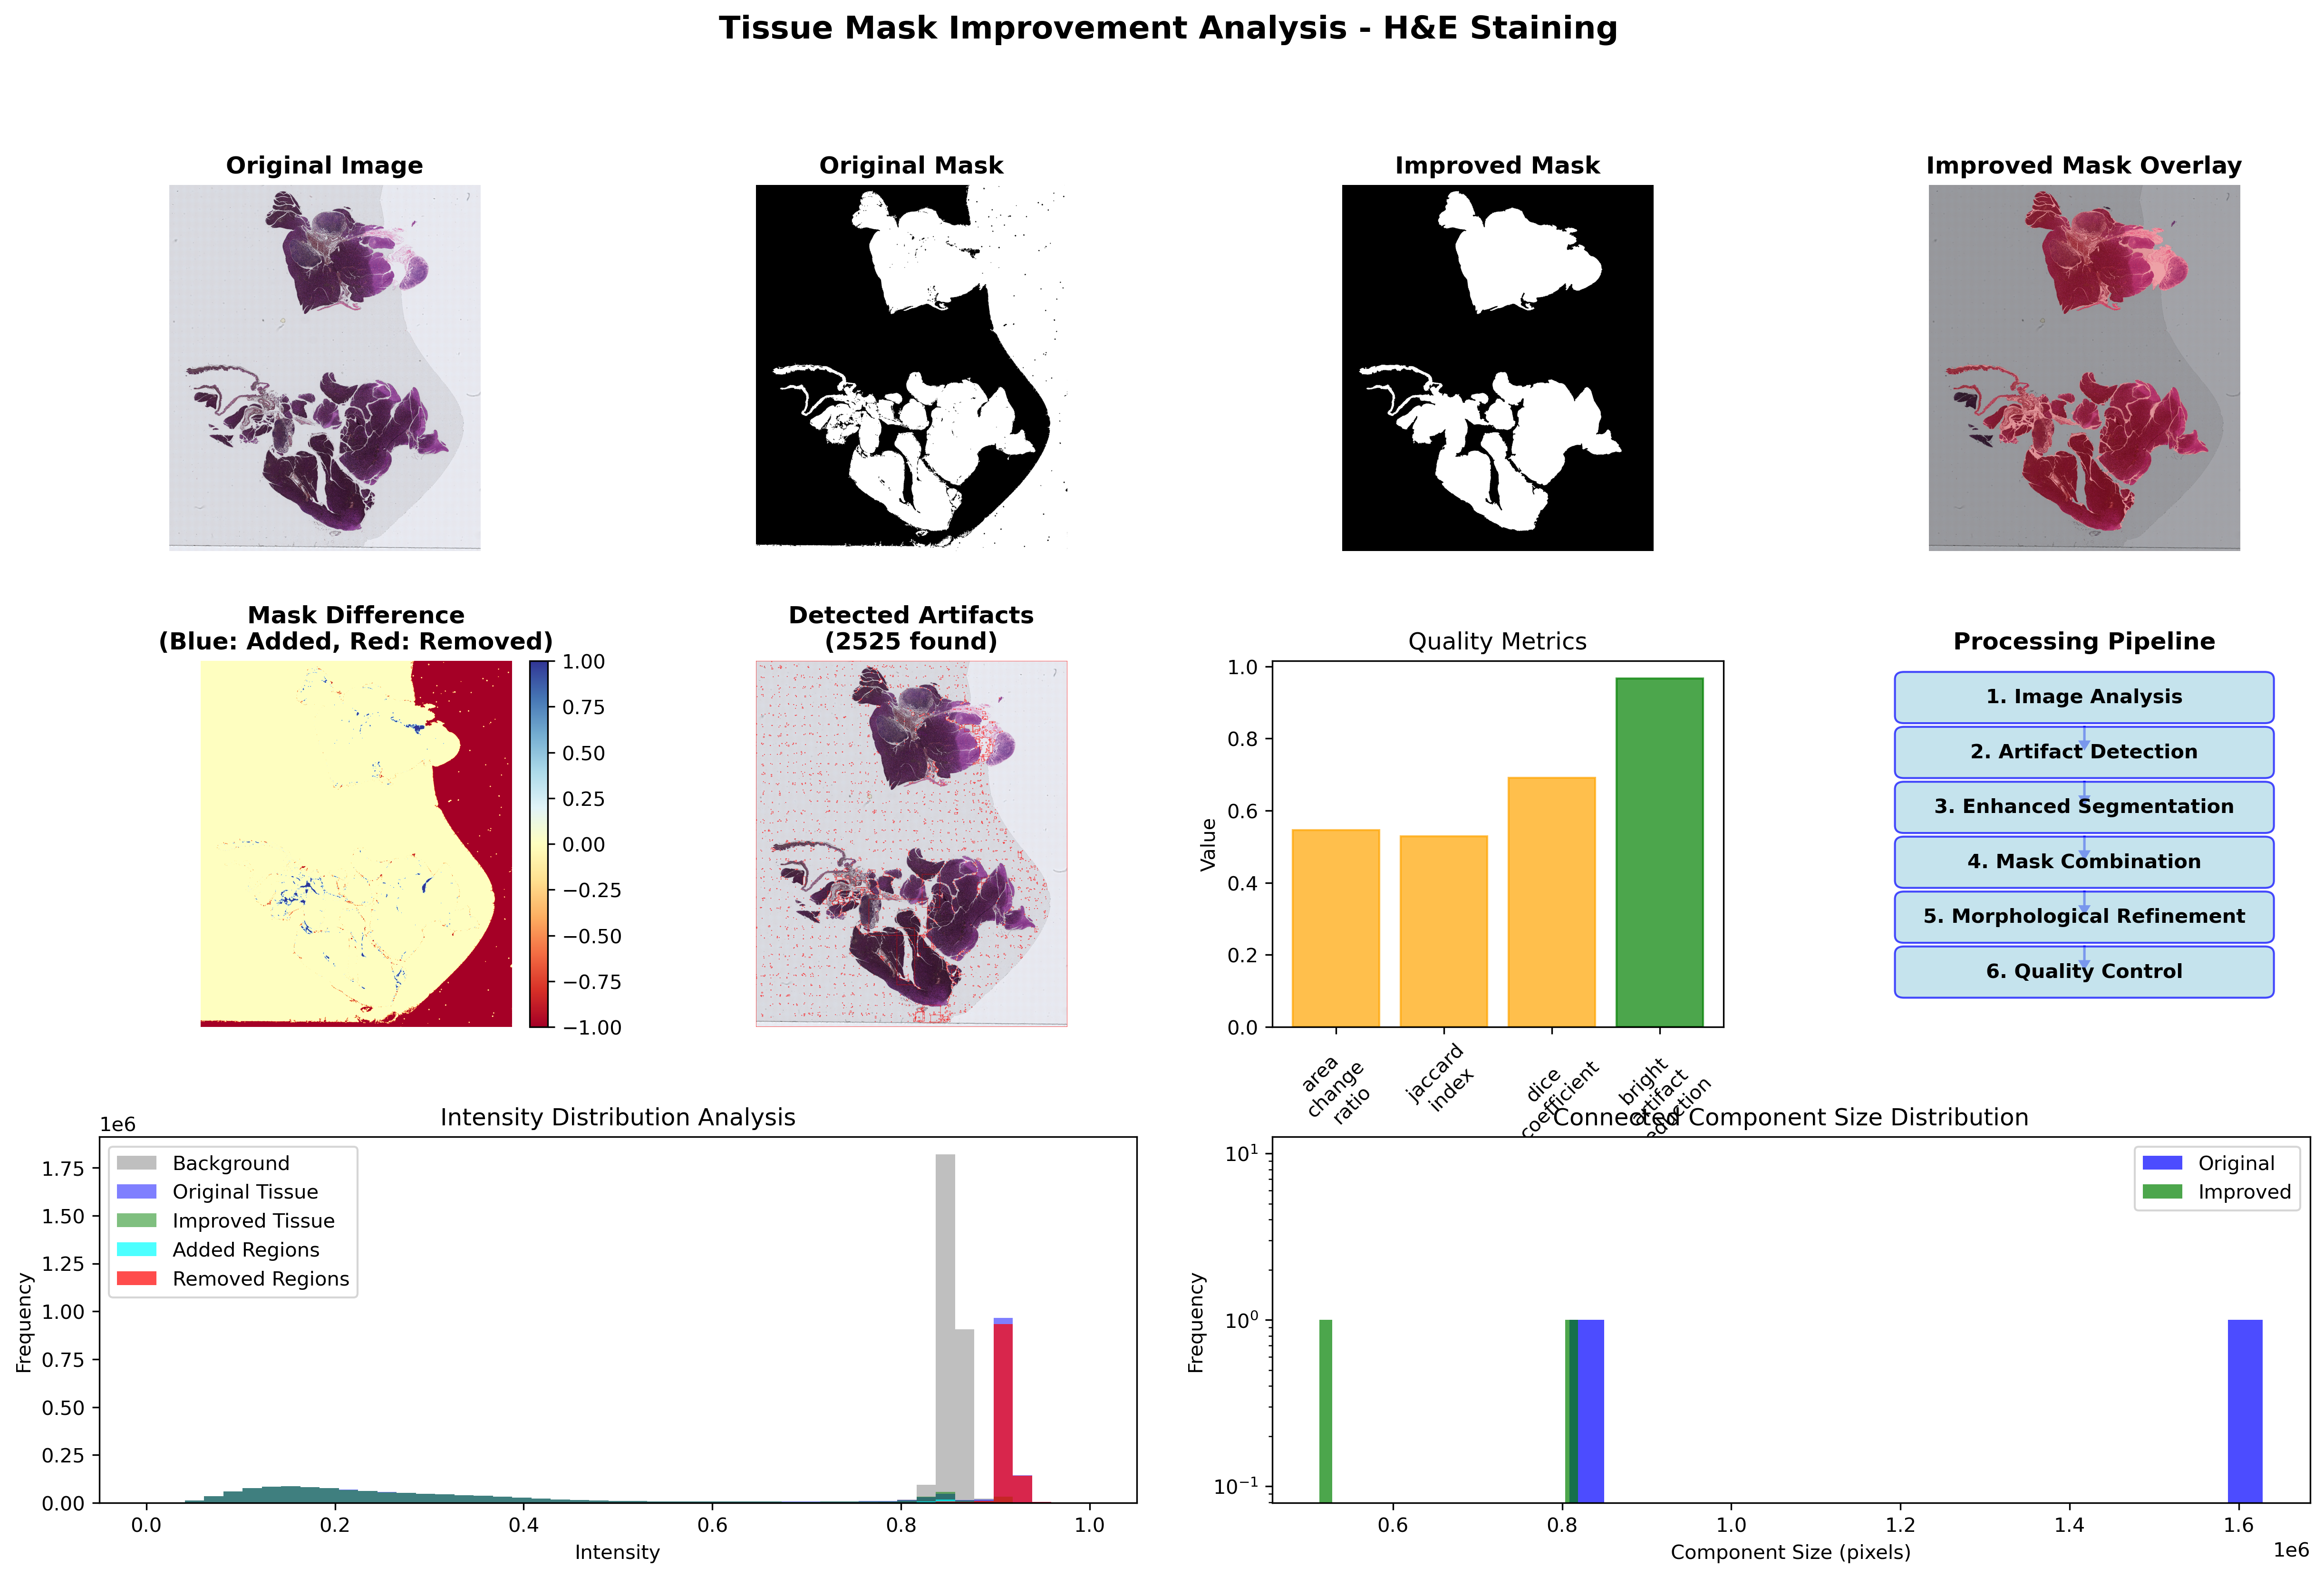 Tissue Mask Improvement Analysis - H&E Staining
Original Image
Original Mask
Improved Mask
Improved Mask Overlay
Mask Difference
(Blue: Added, Red: Removed)
1.00
0.75
0.50
0.25
0.00
−0.25
−0.50
−0.75
−1.00
Detected Artifacts
(2525 found)
Quality Metrics
Value
1.0
0.8
0.6
0.4
0.2
0.0
area
change
ratio
jaccard
index
dice
coefficient
bright
artifact
Processing Pipeline
1. Image Analysis
2. Artifact Detection
3. Enhanced Segmentation
4. Mask Combination
5. Morphological Refinement
6. Quality Control
Intensity Distribution Analysis
1e6
Frequency
1.75
1.50
1.25
1.00
0.75
0.50
0.25
0.00
Background
Original Tissue
Improved Tissue
Added Regions
Removed Regions
0.0
0.2
0.4
0.6
0.8
1.0
Intensity
Connected Component Size Distribution
Frequency
10¹
10⁰
10⁻¹
Original
Improved
0.6
0.8
1.0
1.2
1.4
1.6
1e6
Component Size (pixels)